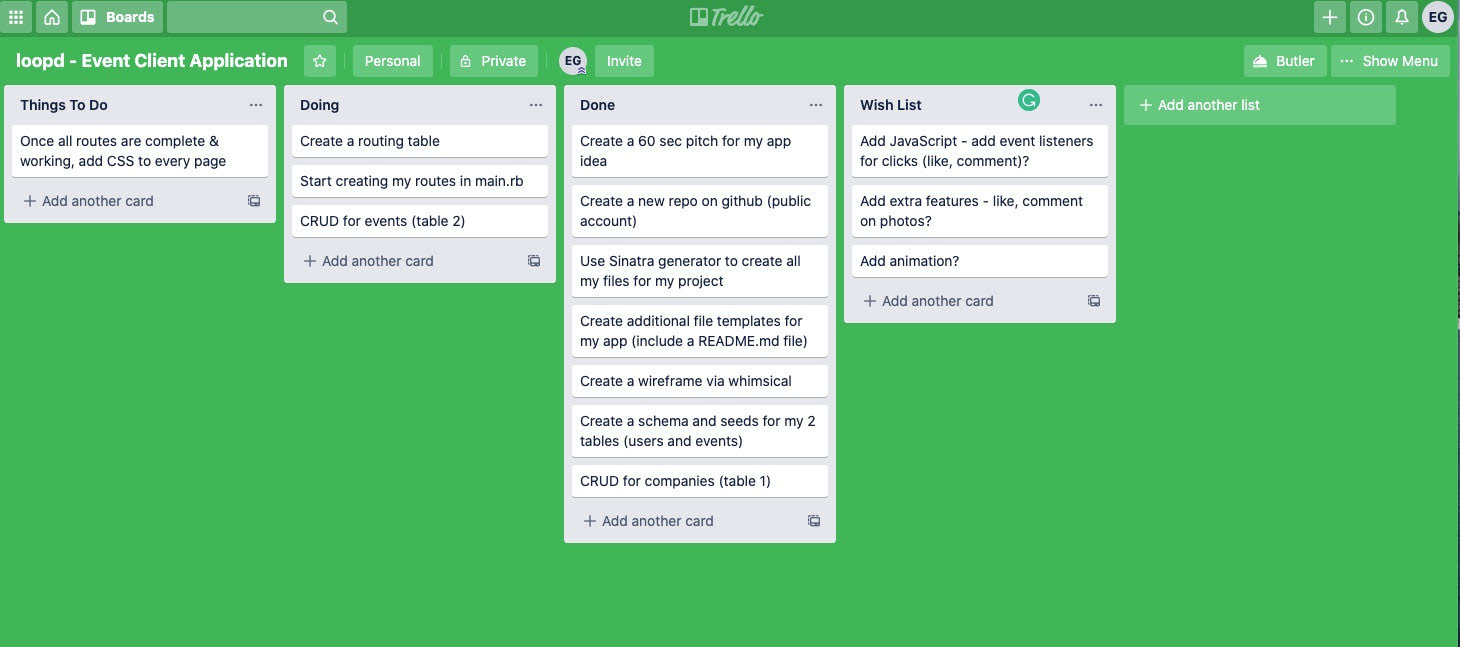 Boards
Trello
EG
loopd - Event Client Application
Personal
Private
EG
Invite
Butler
Show Menu
Things To Do
Once all routes are complete &
working, add CSS to every page
Add another card
Doing
Create a routing table
Start creating my routes in main.rb
CRUD for events (table 2)
Add another card
Done
Create a 60 sec pitch for my app
idea
Create a new repo on github (public
account)
Use Sinatra generator to create all
my files for my project
Create additional file templates for
my app (include a README.md file)
Create a wireframe via whimsical
Create a schema and seeds for my 2
tables (users and events)
CRUD for companies (table 1)
Add another card
Wish List
Add JavaScript - add event listeners
for clicks (like, comment)?
Add extra features - like, comment
on photos?
Add animation?
Add another card
Add another list